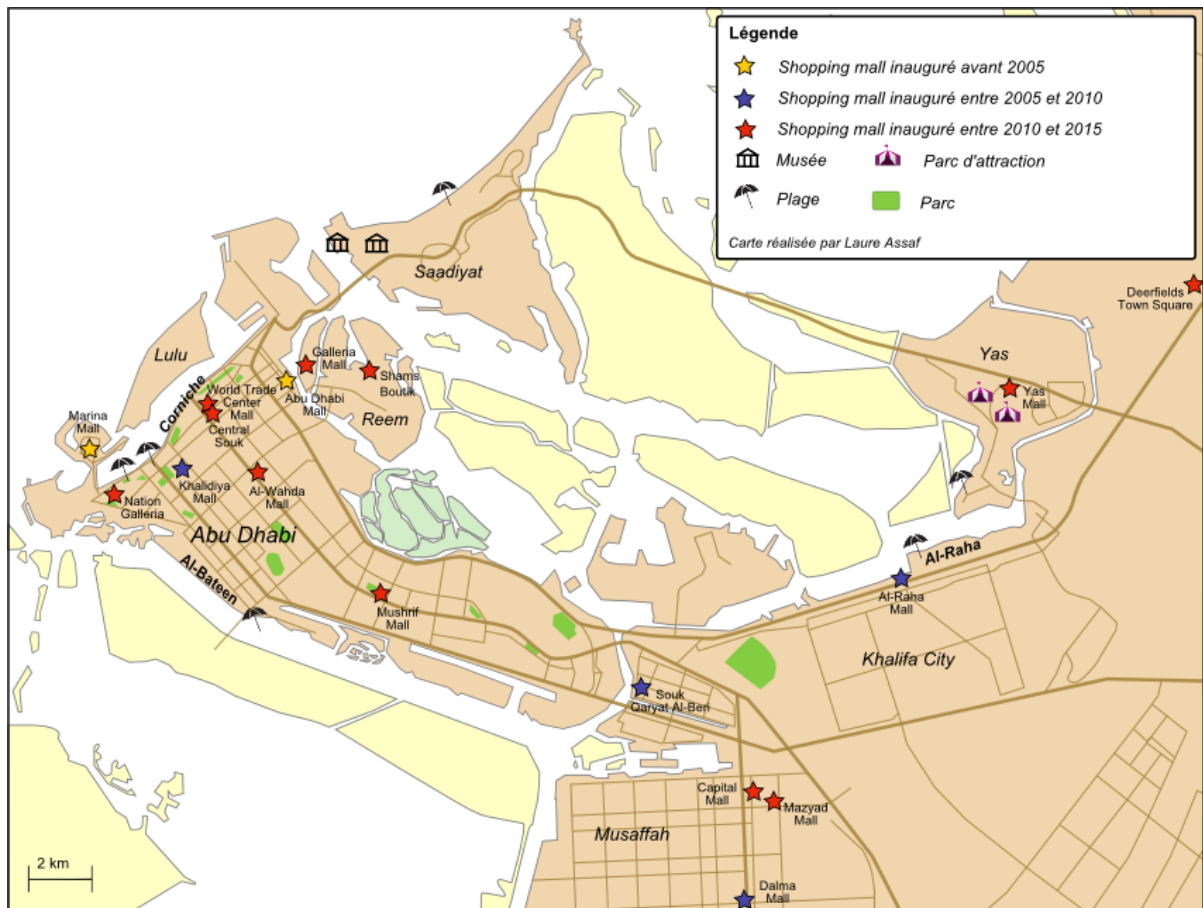 Légende
Shopping mall inauguré avant 2005
Shopping mall inauguré entre 2005 et 2010
Shopping mall inauguré entre 2010 et 2015
Musée
Parc d'attraction
Plage
Parc
Carte réalisée par Laure Assaf
Saadiyat
Deerfields
Town Square
Lulu
Galleria
Mall
Shams
Boutik
Yas
Yas
Mall
Corniche
World Trade
Center
Mall
Abu Dhabi
Mall
Reem
Marina
Mall
Central
Souk
Khalidiya
Mall
Al-Wahda
Mall
Nation
Galleria
Abu Dhabi
Al-Bateen
Al-Raha
Al-Raha
Mall
Mushrif
Mall
Khalifa City
Souk
Qaryat Al-Beri
Capital
Mall
Mazyad
Mall
Musaffah
2 km
Dalma
Mall